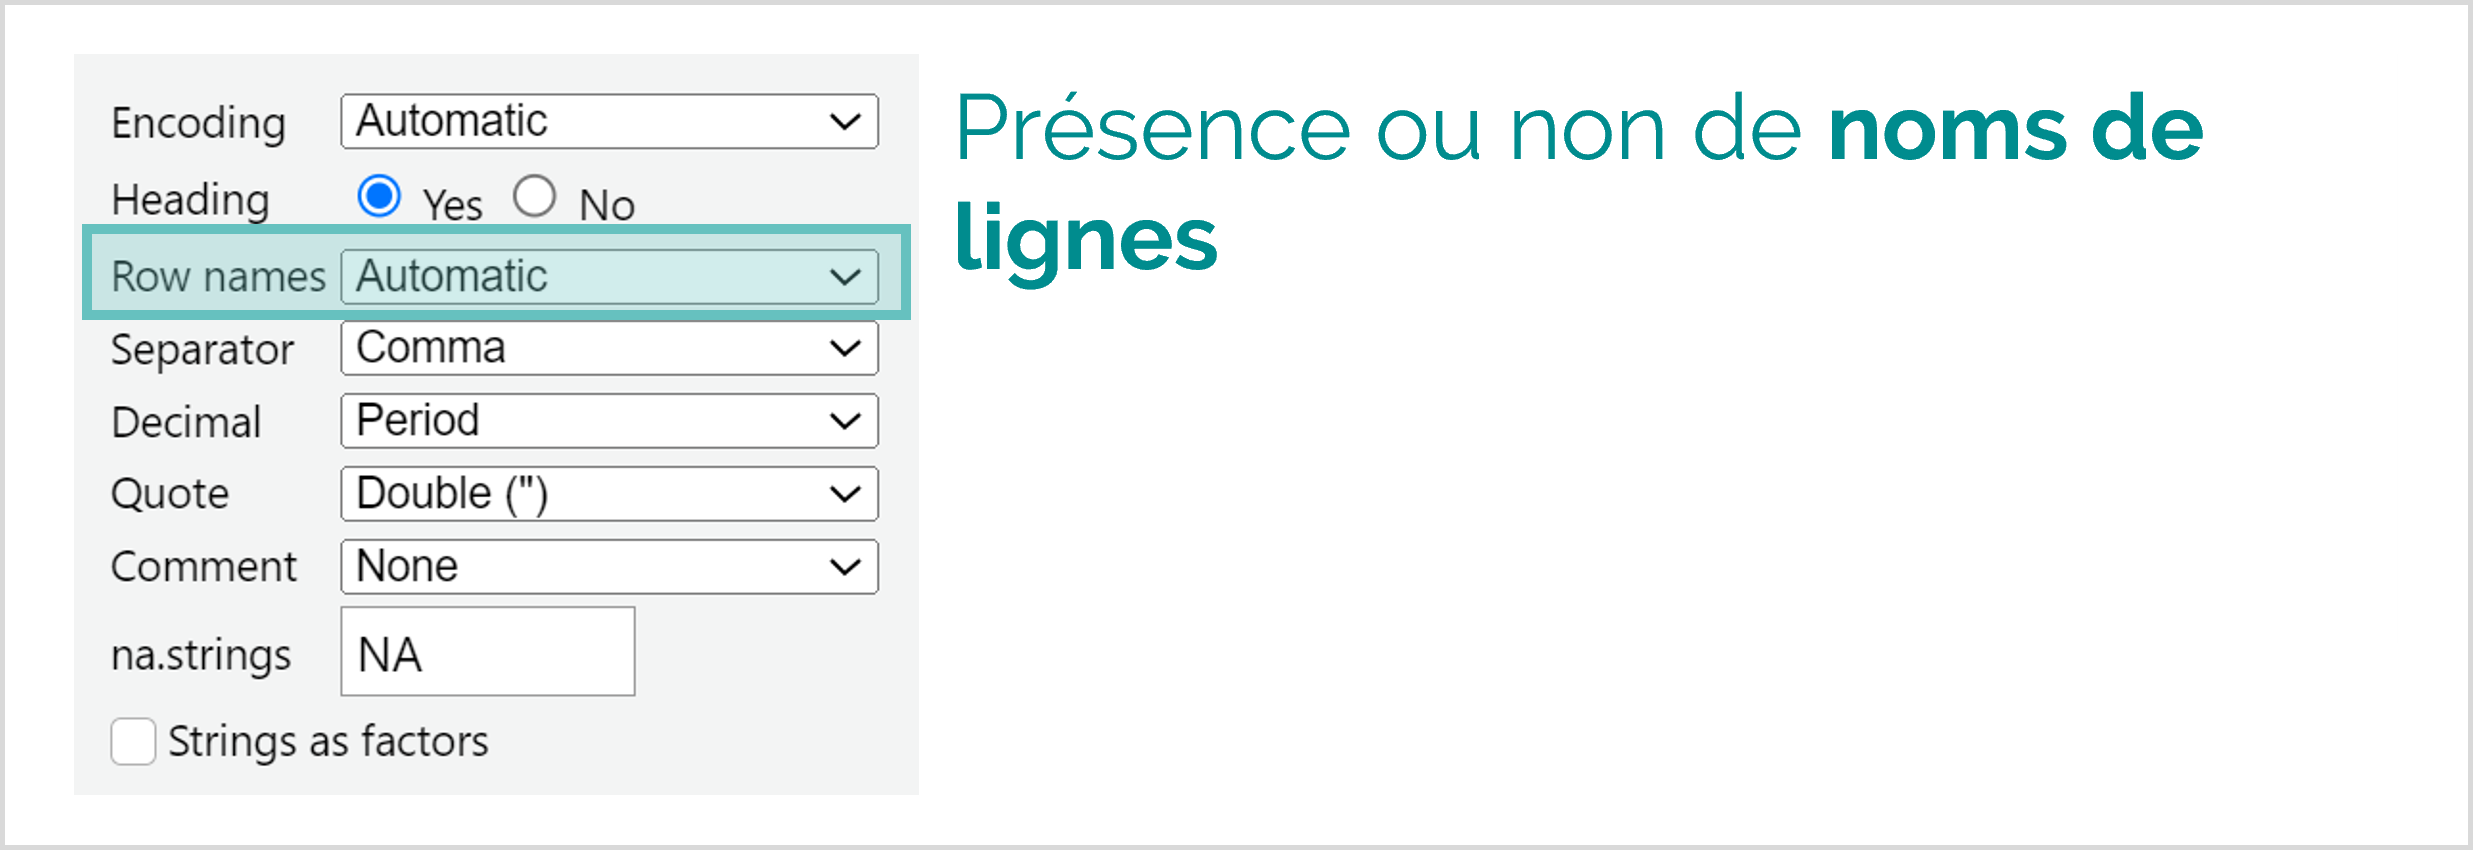 Encoding Automatic
Heading Yes No
Row names Automatic
Separator Comma
Decimal Period
Quote Double (")
Comment None
na.strings NA
Strings as factors
Présence ou non de noms de
lignes